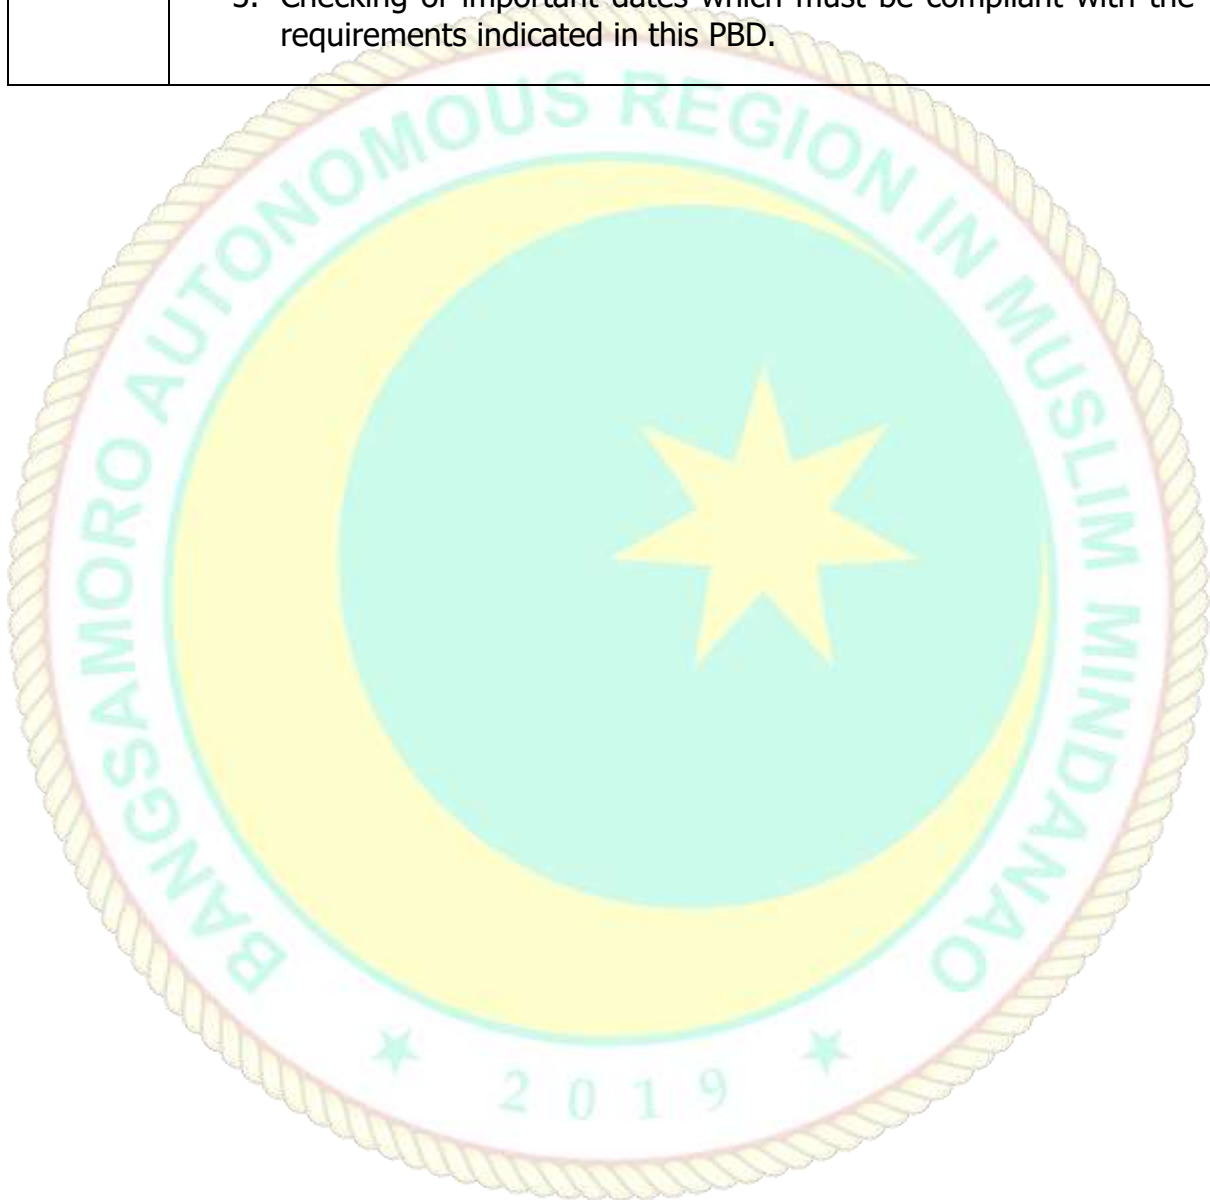 Checking of important dates which must be compliant with the
requirements indicated in this PBD.
BANGSAMORO AUTONOMOUS REGION IN MUSLIM MINDANAO
2019